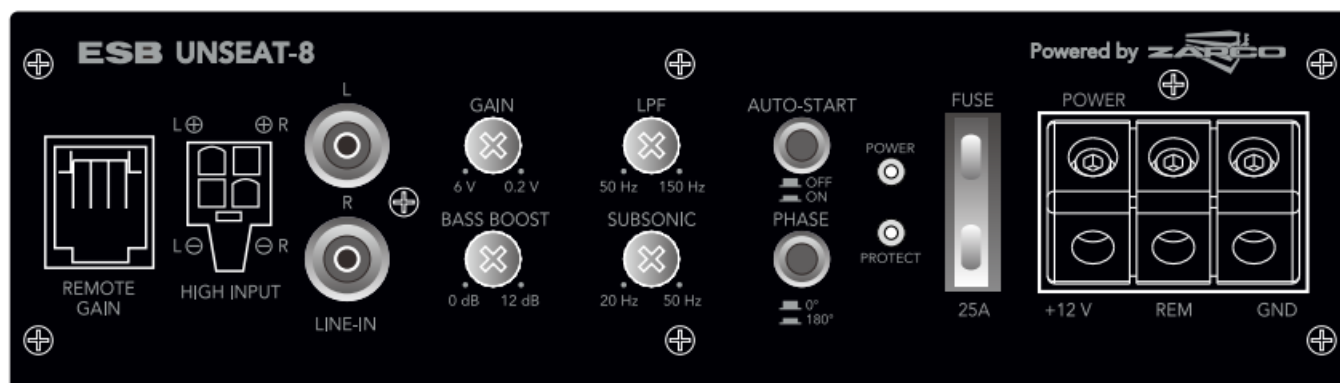 ESB UNSEAT-8
Powered by ZARCO
L
GAIN
LPF
AUTO-START
FUSE
POWER
L⊕ ⊕R
POWER
6 V 0.2 V
50 Hz 150 Hz
OFF
ON
R
BASS BOOST
SUBSONIC
PHASE
L⊖ ⊖R
PROTECT
REMOTE
GAIN
HIGH INPUT
0 dB 12 dB
20 Hz 50 Hz
0°
180°
LINE-IN
25A
+12 V REM GND